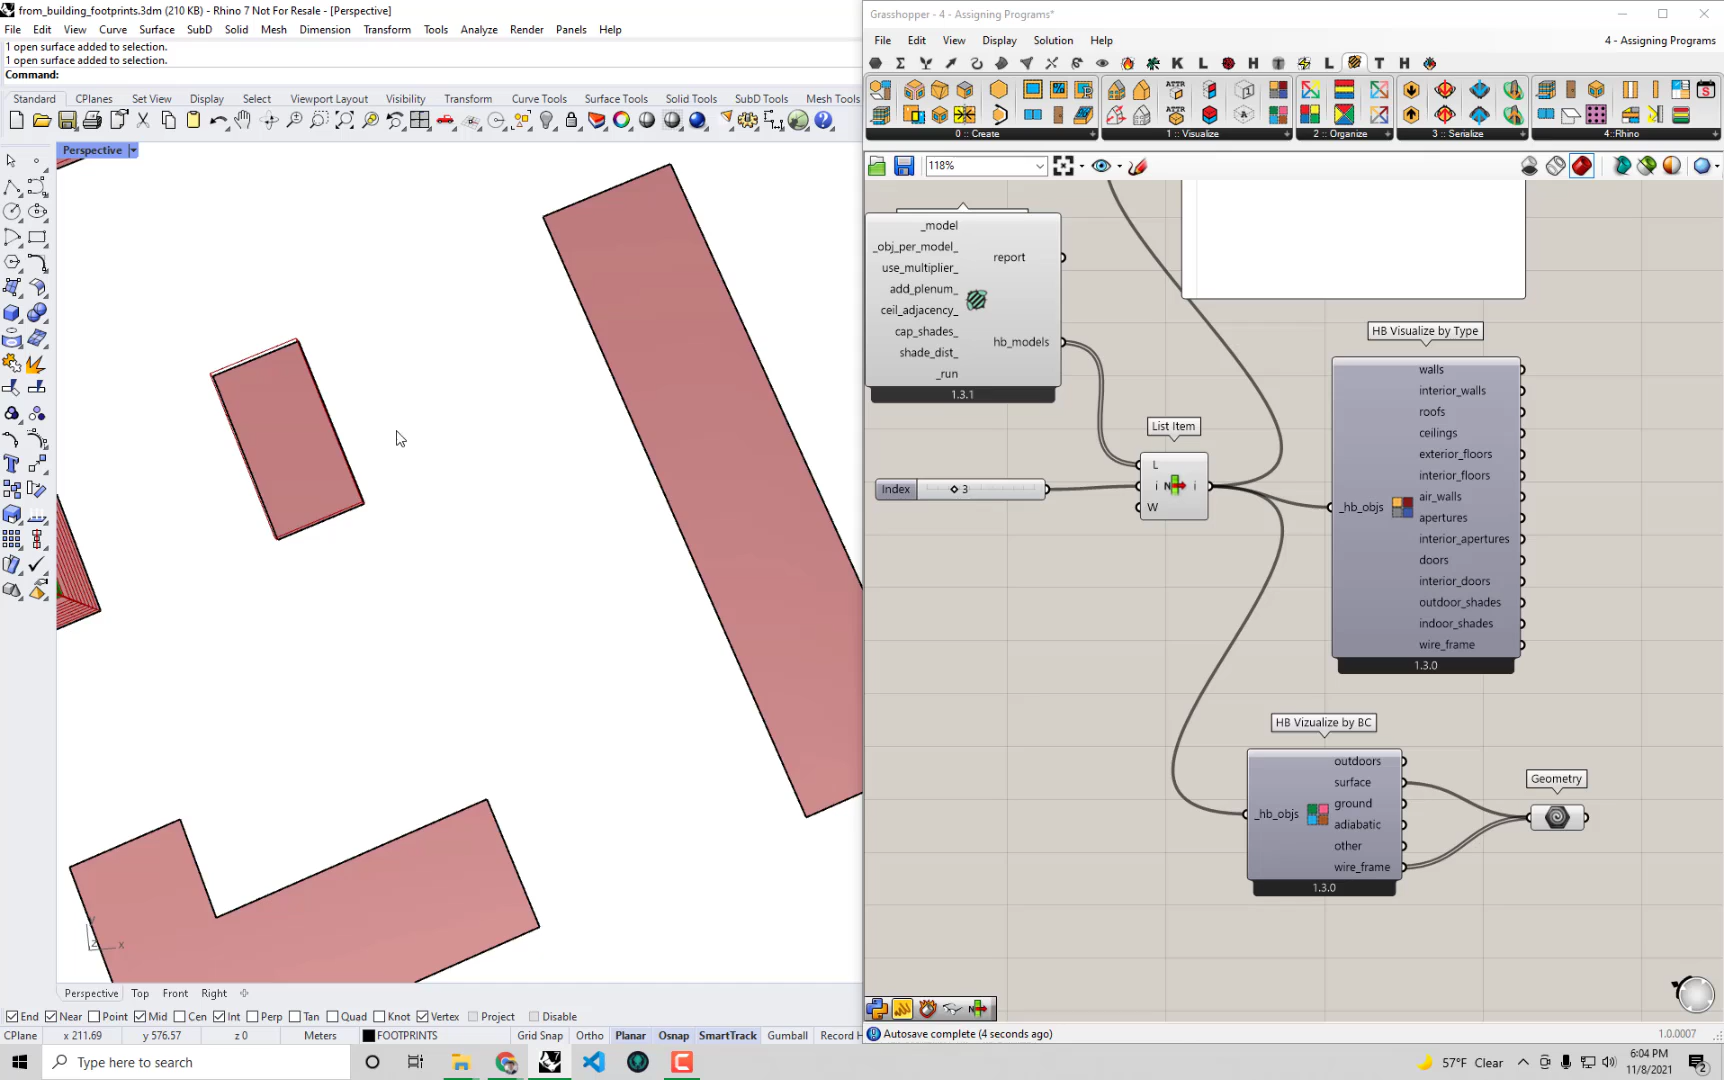 from_building_footprints.3dm (210 KB) - Rhino 7 Not For Resale - [Perspective]
File Edit View Curve Surface SubD Solid Mesh Dimension Transform Tools Analyze Render Panels Help
1 open surface added to selection.
1 open surface added to selection.
Command:
Standard CPlanes Set View Display Select Viewport Layout Visibility Transform Curve Tools Surface Tools Solid Tools SubD Tools Mesh Tools
Perspective
y
z x
Perspective Top Front Right
End Near Point Mid Cen Int Perp Tan Quad Knot Vertex Project Disable
CPlane x 211.69 y 576.57 z 0 Meters FOOTPRINTS Grid Snap Ortho Planar Osnap SmartTrack Gumball Record H
Grasshopper - 4 - Assigning Programs*
File Edit View Display Solution Help
4 - Assigning Programs
K L H L T H
ATTR
ATTR
0 :: Create 1 :: Visualize 2 :: Organize 3 :: Serialize 4::Rhino
118%
_model
_obj_per_model_
use_multiplier_
add_plenum_
ceil_adjacency_
cap_shades_
shade_dist_
_run
report
hb_models
1.3.1
Index 3
List Item
L
i N i
W
HB Visualize by Type
_hb_objs
walls
interior_walls
roofs
ceilings
exterior_floors
interior_floors
air_walls
apertures
interior_apertures
doors
interior_doors
outdoor_shades
indoor_shades
wire_frame
1.3.0
HB Vizualize by BC
_hb_objs
outdoors
surface
ground
adiabatic
other
wire_frame
1.3.0
Geometry
Autosave complete (4 seconds ago)
1.0.0007
Type here to search
57°F Clear
6:04 PM
11/8/2021
2